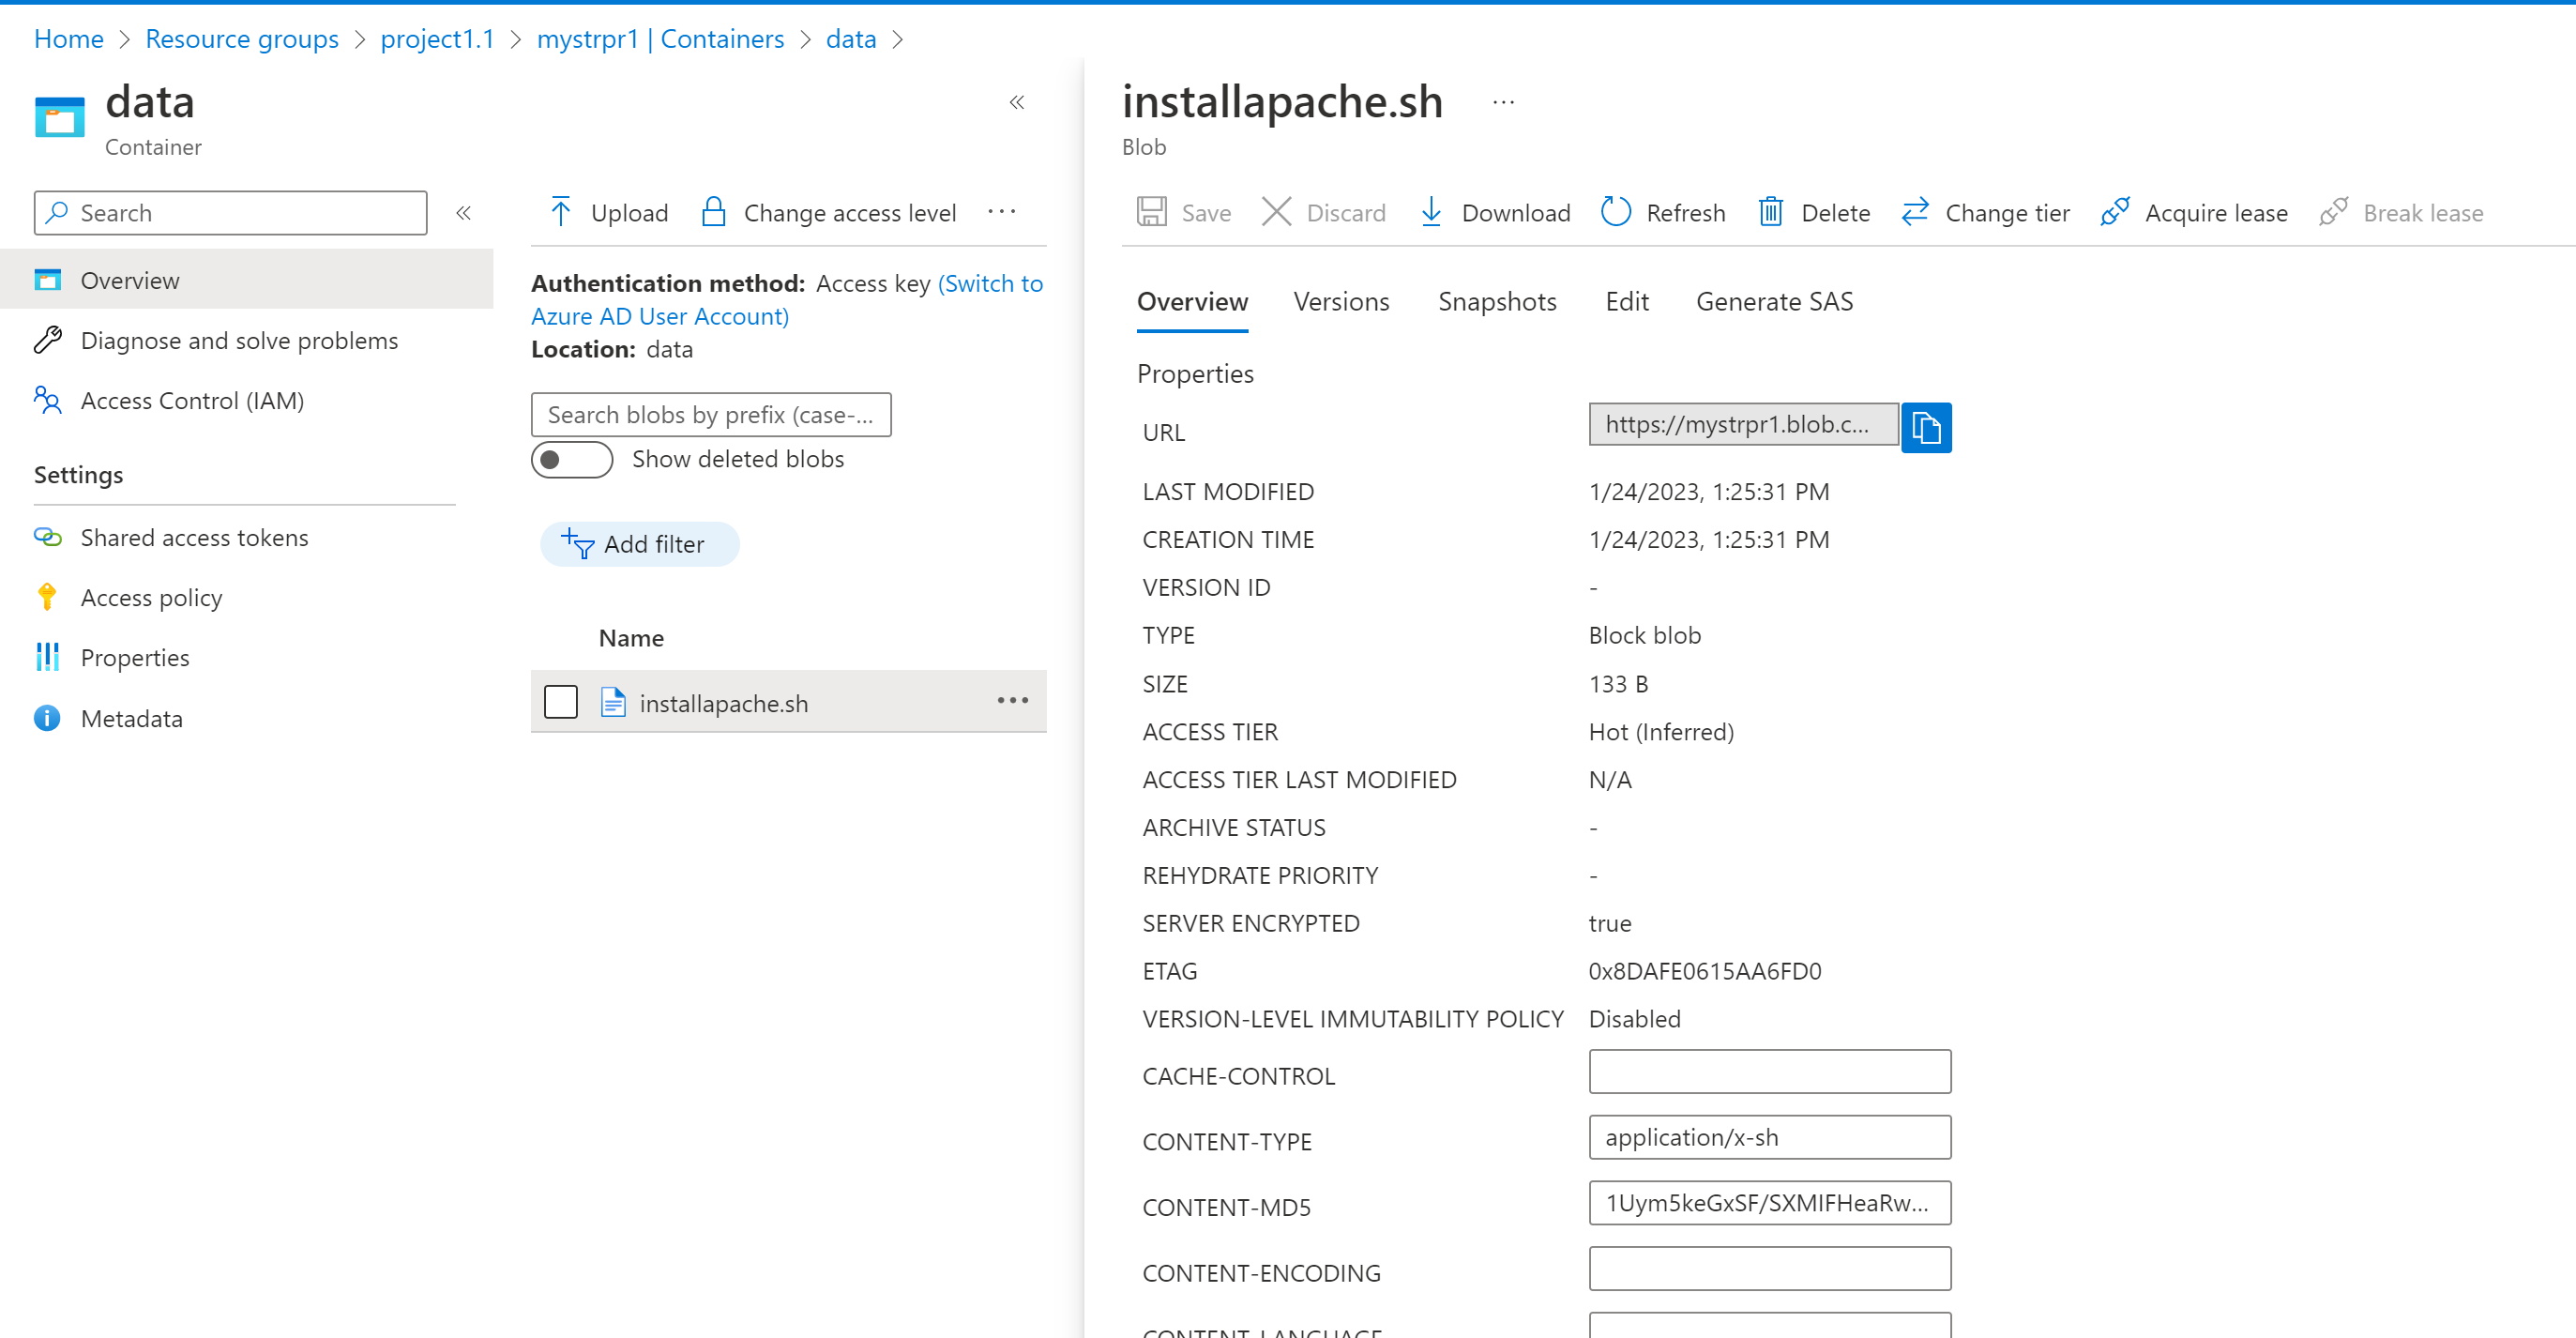 Home > Resource groups > project1.1 > mystrpr1 | Containers > data >
data
Container
Search
Overview
Diagnose and solve problems
Access Control (IAM)
Settings
Shared access tokens
Access policy
Properties
Metadata
Upload Change access level ...
Authentication method: Access key (Switch to
Azure AD User Account)
Location: data
Search blobs by prefix (case-...
Show deleted blobs
Add filter
Name
installapache.sh ...
installapache.sh ...
Blob
Save Discard Download Refresh Delete Change tier Acquire lease Break lease
Overview Versions Snapshots Edit Generate SAS
Properties
URL https://mystrpr1.blob.c...
LAST MODIFIED 1/24/2023, 1:25:31 PM
CREATION TIME 1/24/2023, 1:25:31 PM
VERSION ID -
TYPE Block blob
SIZE 133 B
ACCESS TIER Hot (Inferred)
ACCESS TIER LAST MODIFIED N/A
ARCHIVE STATUS -
REHYDRATE PRIORITY -
SERVER ENCRYPTED true
ETAG 0x8DAFE0615AA6FD0
VERSION-LEVEL IMMUTABILITY POLICY Disabled
CACHE-CONTROL
CONTENT-TYPE application/x-sh
CONTENT-MD5 1Uym5keGxSF/SXMIFHeaRw...
CONTENT-ENCODING
CONTENT-LANGUAGE